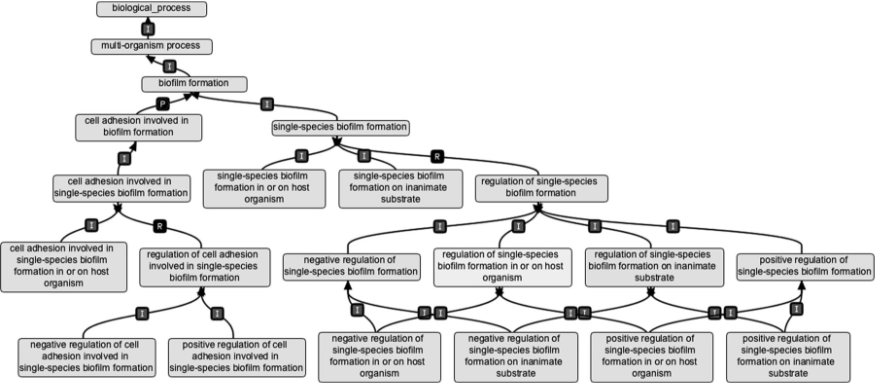 biological_process
I
multi-organism process
I
biofilm formation
P
I
cell adhesion involved in
biofilm formation
single-species biofilm formation
I
I
I
R
cell adhesion involved in
single-species biofilm formation
single-species biofilm
formation in or on host
organism
single-species biofilm
formation on inanimate
substrate
regulation of single-species
biofilm formation
I
R
I
I
I
I
cell adhesion involved in
single-species biofilm
formation in or on host
organism
regulation of cell adhesion
involved in single-species
biofilm formation
negative regulation of
single-species biofilm formation
regulation of single-species
biofilm formation in or on host
organism
regulation of single-species
biofilm formation on inanimate
substrate
positive regulation of
single-species biofilm formation
I
I
I
I
I
I
I
negative regulation of cell
adhesion involved in
single-species biofilm formation
positive regulation of cell
adhesion involved in
single-species biofilm formation
negative regulation of
single-species biofilm
formation in or on host
organism
negative regulation of
single-species biofilm
formation on inanimate
substrate
positive regulation of
single-species biofilm
formation in or on host
organism
positive regulation of
single-species biofilm
formation on inanimate
substrate